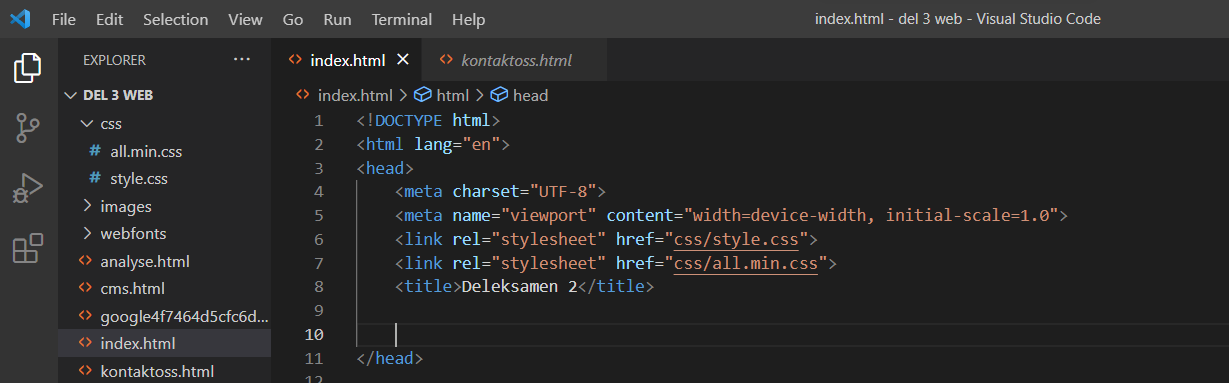 File Edit Selection View Go Run Terminal Help index.html - del 3 web - Visual Studio Code
EXPLORER ···
DEL 3 WEB
css
# all.min.css
# style.css
images
webfonts
<> analyse.html
<> cms.html
<> google4f7464d5cfc6d...
<> index.html
<> kontaktoss.html
<> index.html × <> kontaktoss.html
<> index.html > html > head
1 <!DOCTYPE html>
2 <html lang="en">
3 <head>
4 <meta charset="UTF-8">
5 <meta name="viewport" content="width=device-width, initial-scale=1.0">
6 <link rel="stylesheet" href="css/style.css">
7 <link rel="stylesheet" href="css/all.min.css">
8 <title>Deleksamen 2</title>
9
10
11 </head>
12